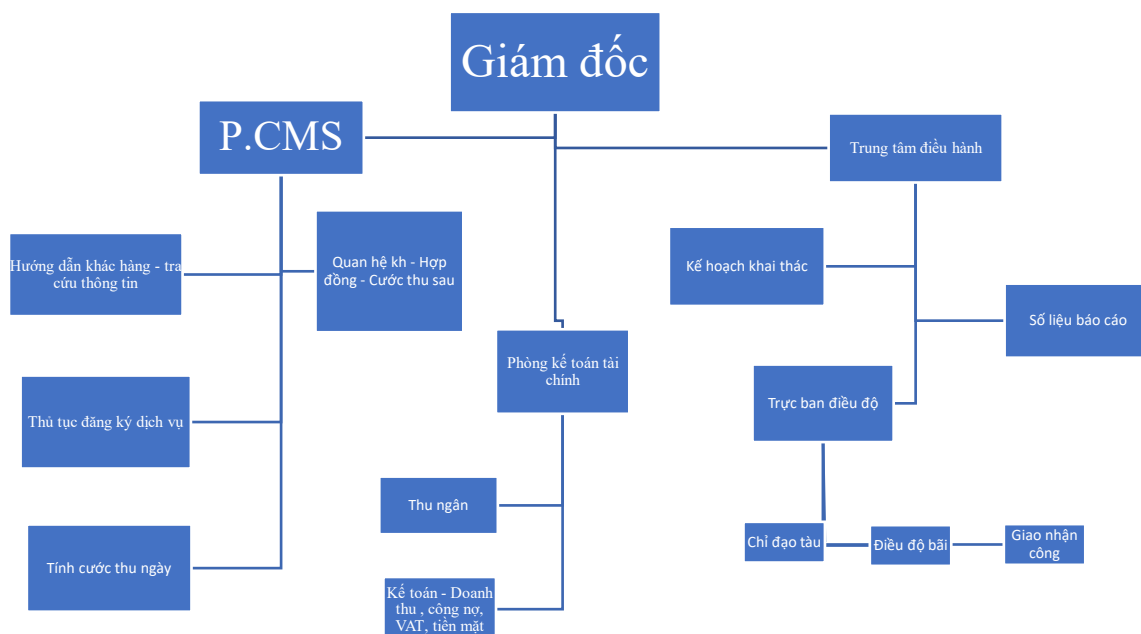 Giám đốc
P.CMS
Trung tâm điều hành
Hướng dẫn khác hàng - tra
cứu thông tin
Quan hệ kh - Hợp
đồng - Cước thu sau
Kế hoạch khai thác
Số liệu báo cáo
Phòng kế toán tài
chính
Thủ tục đăng ký dịch vụ
Trực ban điều độ
Thu ngân
Tính cước thu ngày
Chỉ đạo tàu
Điều độ bãi
Giao nhận
công
Kế toán - Doanh
thu , công nợ,
VAT, tiền mặt